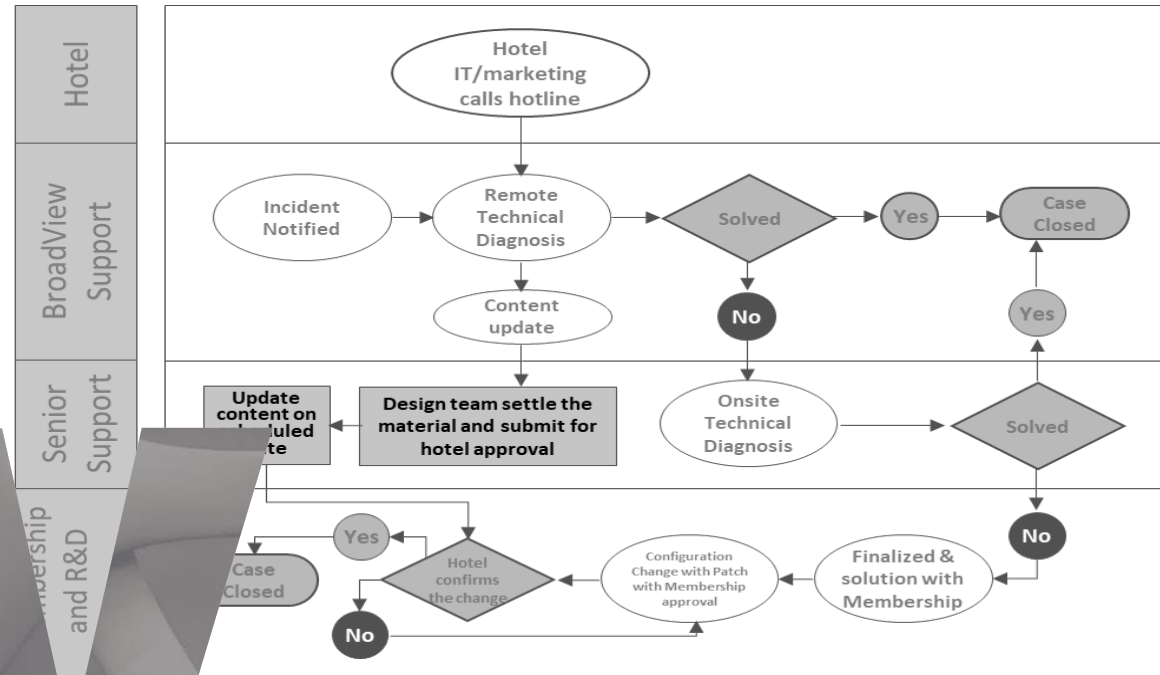 Hotel
Hotel
IT/marketing
calls hotline
BroadView
Support
Incident
Notified
Remote
Technical
Diagnosis
Solved
Yes
Case
Closed
Content
update
No
Yes
Senior
Support
Update
content on
Design team settle the
material and submit for
hotel approval
Onsite
Technical
Diagnosis
Solved
and R&D
Yes
Case
Closed
Hotel
confirms
the change
No
Configuration
Change with Patch
with Membership
approval
Finalized &
solution with
Membership
No